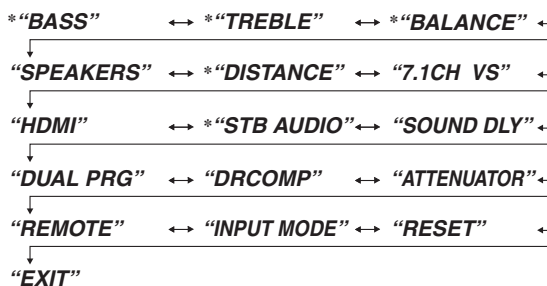 *“BASS” ↔ *“TREBLE” ↔ *“BALANCE”
“SPEAKERS” ↔ *“DISTANCE” ↔ “7.1CH VS”
“HDMI” ↔ *“STB AUDIO” ↔ “SOUND DLY”
“DUAL PRG” ↔ “DRCOMP” ↔ “ATTENUATOR”
“REMOTE” ↔ “INPUT MODE” ↔ “RESET”
“EXIT”